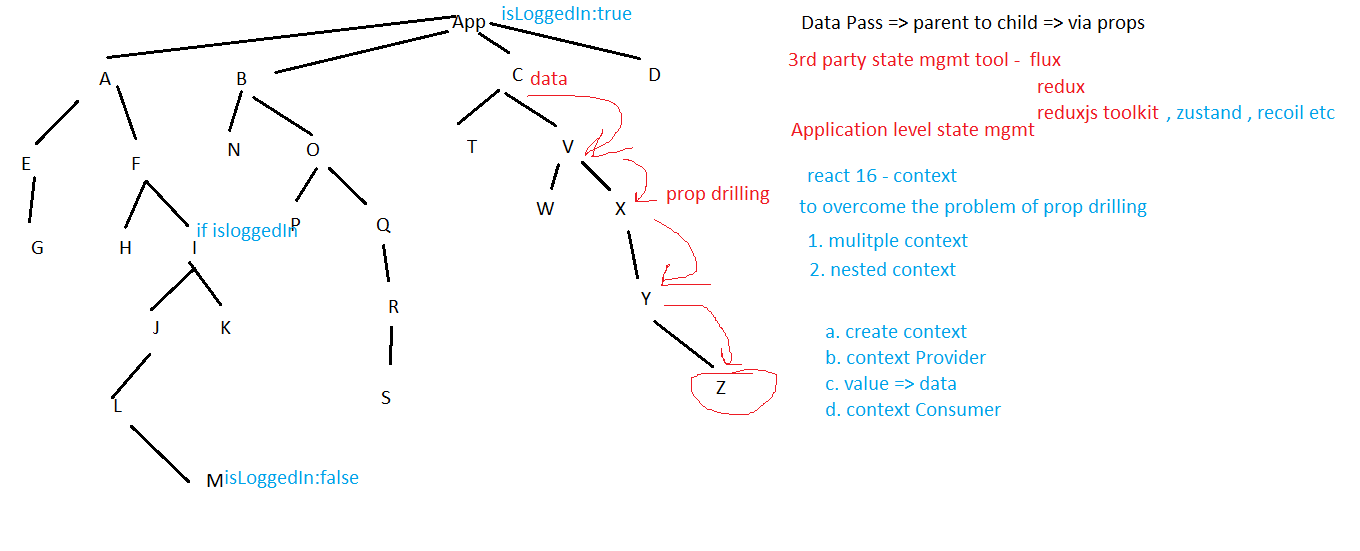 App
isLoggedIn:true
Data Pass => parent to child => via props
3rd party state mgmt tool - flux
redux
reduxjs toolkit , zustand , recoil etc
Application level state mgmt
A
B
C
data
D
E
F
N
O
T
V
react 16 - context
to overcome the problem of prop drilling
1. mulitple context
2. nested context
prop drilling
G
H
I
if isloggedIn
P
Q
W
X
J
K
R
Y
a. create context
b. context Provider
c. value => data
d. context Consumer
L
S
Z
M
isLoggedIn:false